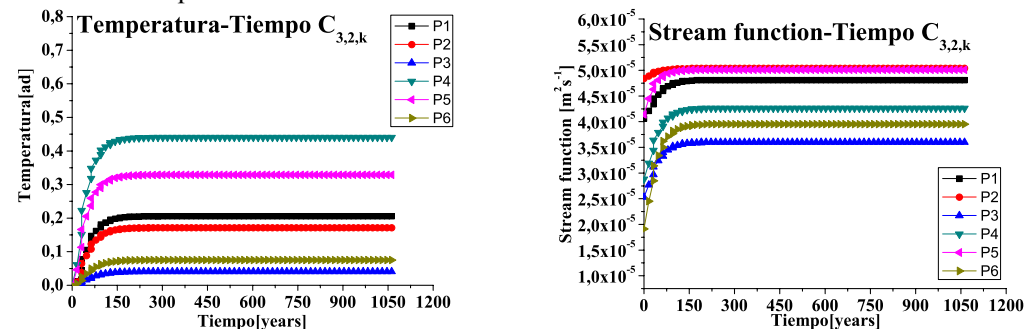 Temperatura-Tiempo C3,2,k
P1
P2
P3
P4
P5
P6
0,8
0,7
0,6
0,5
0,4
0,3
0,2
0,1
0,0
Temperatura[ad]
0 150 300 450 600 750 900 1050 1200
Tiempo[years]
Stream function-Tiempo C3,2,k
6,0x10⁻⁵
5,5x10⁻⁵
5,0x10⁻⁵
4,5x10⁻⁵
4,0x10⁻⁵
3,5x10⁻⁵
3,0x10⁻⁵
2,5x10⁻⁵
2,0x10⁻⁵
1,5x10⁻⁵
1,0x10⁻⁵
Stream function [m²s⁻¹]
P1
P2
P3
P4
P5
P6
0 150 300 450 600 750 900 1050 1200
Tiempo[years]